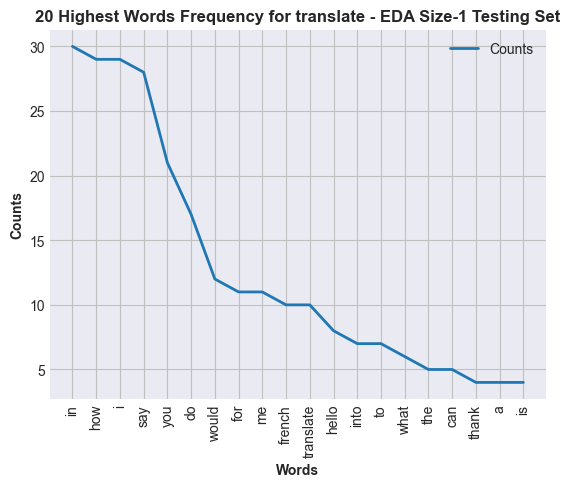 20 Highest Words Frequency for translate - EDA Size-1 Testing Set
Counts
30
25
20
15
10
5
Counts
in
how
i
say
you
do
would
for
me
french
translate
hello
into
to
what
the
can
thank
a
is
Words